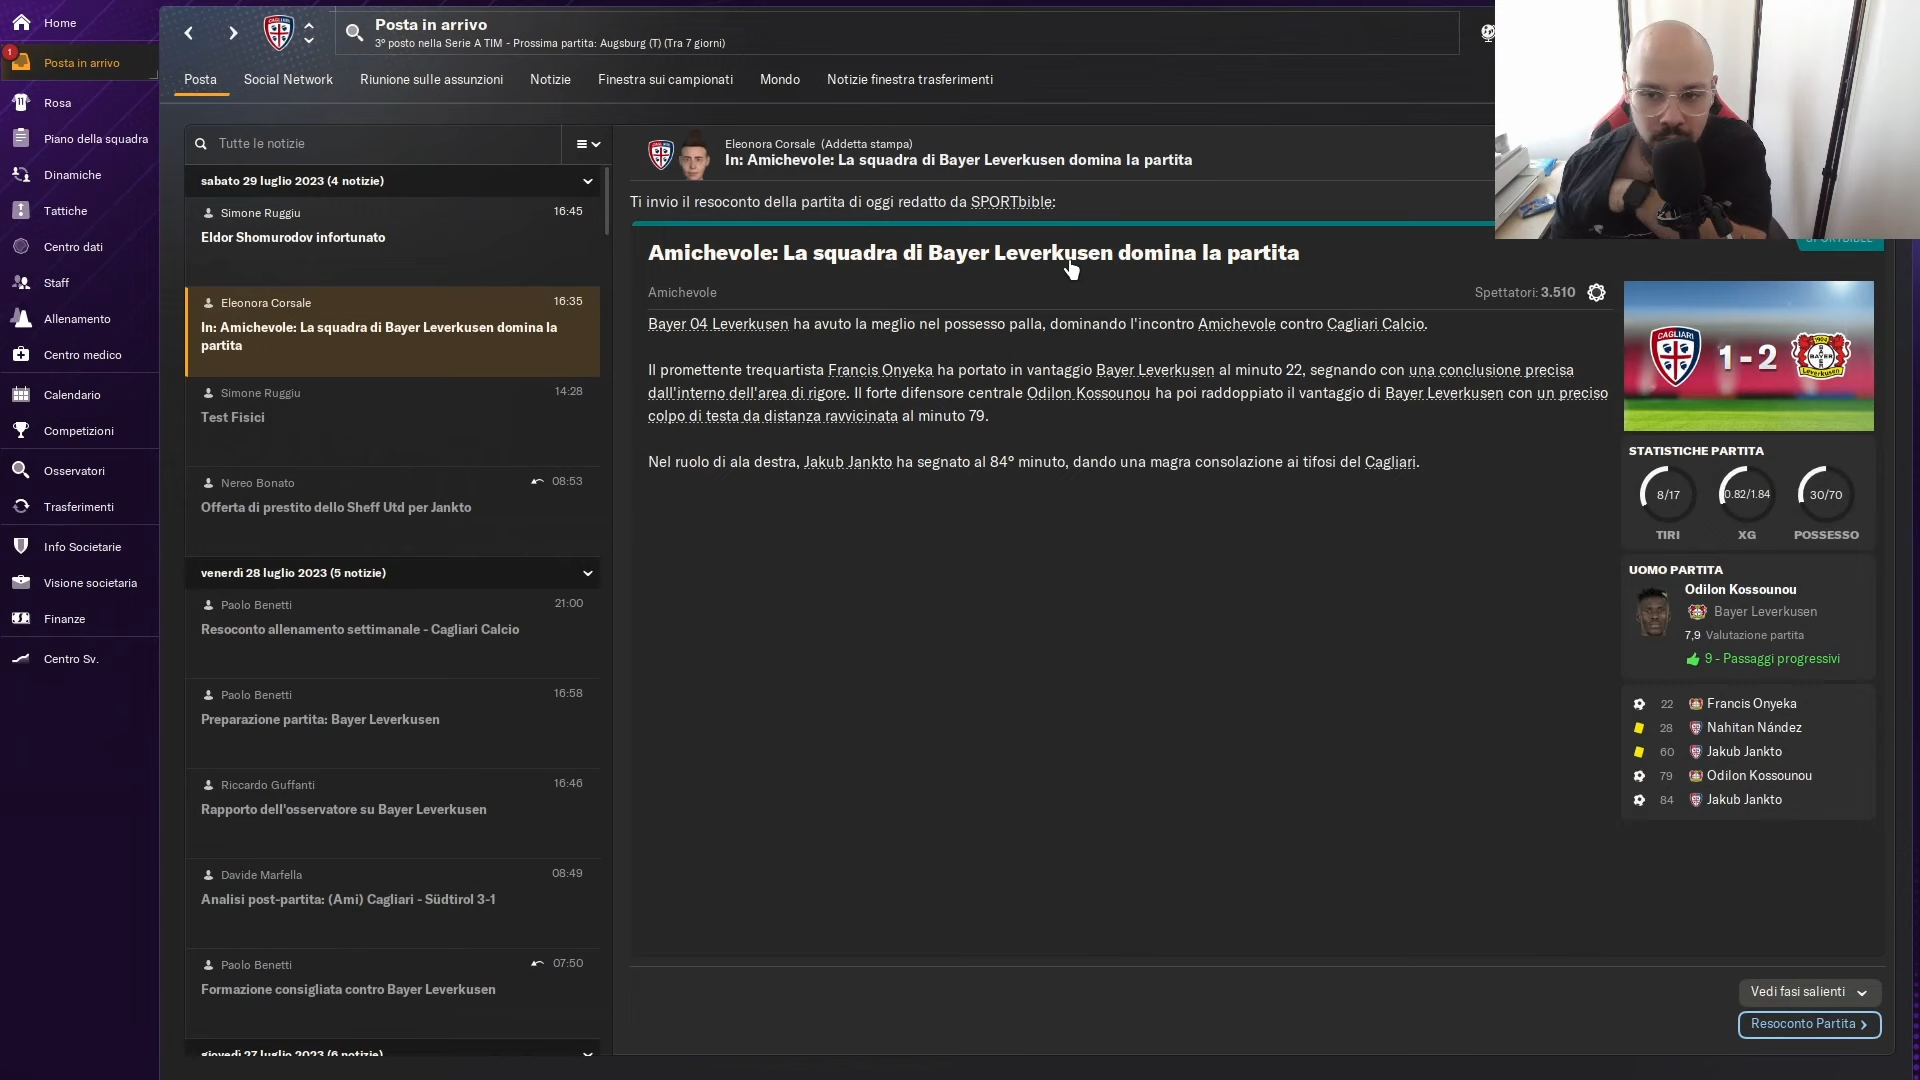 Home
1
Posta in arrivo
Rosa
Piano della squadra
Dinamiche
Tattiche
Centro dati
Staff
Allenamento
Centro medico
Calendario
Competizioni
Osservatori
Trasferimenti
Info Societarie
Visione societaria
Finanze
Centro Sv.
Posta in arrivo
3° posto nella Serie A TIM - Prossima partita: Augsburg (T) (Tra 7 giorni)
Posta Social Network Riunione sulle assunzioni Notizie Finestra sui campionati Mondo Notizie finestra trasferimenti
Tutte le notizie
sabato 29 luglio 2023 (4 notizie)
Simone Ruggiu 16:45
Eldor Shomurodov infortunato
Eleonora Corsale 16:35
In: Amichevole: La squadra di Bayer Leverkusen domina la
partita
Simone Ruggiu 14:28
Test Fisici
Nereo Bonato 08:53
Offerta di prestito dello Sheff Utd per Jankto
venerdì 28 luglio 2023 (5 notizie)
Paolo Benetti 21:00
Resoconto allenamento settimanale - Cagliari Calcio
Paolo Benetti 16:58
Preparazione partita: Bayer Leverkusen
Riccardo Guffanti 16:46
Rapporto dell'osservatore su Bayer Leverkusen
Davide Marfella 08:49
Analisi post-partita: (Ami) Cagliari - Südtirol 3-1
Paolo Benetti 07:50
Formazione consigliata contro Bayer Leverkusen
giovedì 27 luglio 2023 (6 notizie)
Eleonora Corsale (Addetta stampa)
In: Amichevole: La squadra di Bayer Leverkusen domina la partita
Ti invio il resoconto della partita di oggi redatto da SPORTbible:
SPORTBIBLE
Amichevole: La squadra di Bayer Leverkusen domina la partita
Amichevole Spettatori: 3.510
Bayer 04 Leverkusen ha avuto la meglio nel possesso palla, dominando l'incontro Amichevole contro Cagliari Calcio.
Il promettente trequartista Francis Onyeka ha portato in vantaggio Bayer Leverkusen al minuto 22, segnando con una conclusione precisa
dall'interno dell'area di rigore. Il forte difensore centrale Odilon Kossounou ha poi raddoppiato il vantaggio di Bayer Leverkusen con un preciso
colpo di testa da distanza ravvicinata al minuto 79.
Nel ruolo di ala destra, Jakub Jankto ha segnato al 84° minuto, dando una magra consolazione ai tifosi del Cagliari.
1 - 2
STATISTICHE PARTITA
8/17 0.82/1.84 30/70
TIRI XG POSSESSO
UOMO PARTITA
Odilon Kossounou
Bayer Leverkusen
7,9 Valutazione partita
9 - Passaggi progressivi
22 Francis Onyeka
28 Nahitan Nández
60 Jakub Jankto
79 Odilon Kossounou
84 Jakub Jankto
Vedi fasi salienti
Resoconto Partita